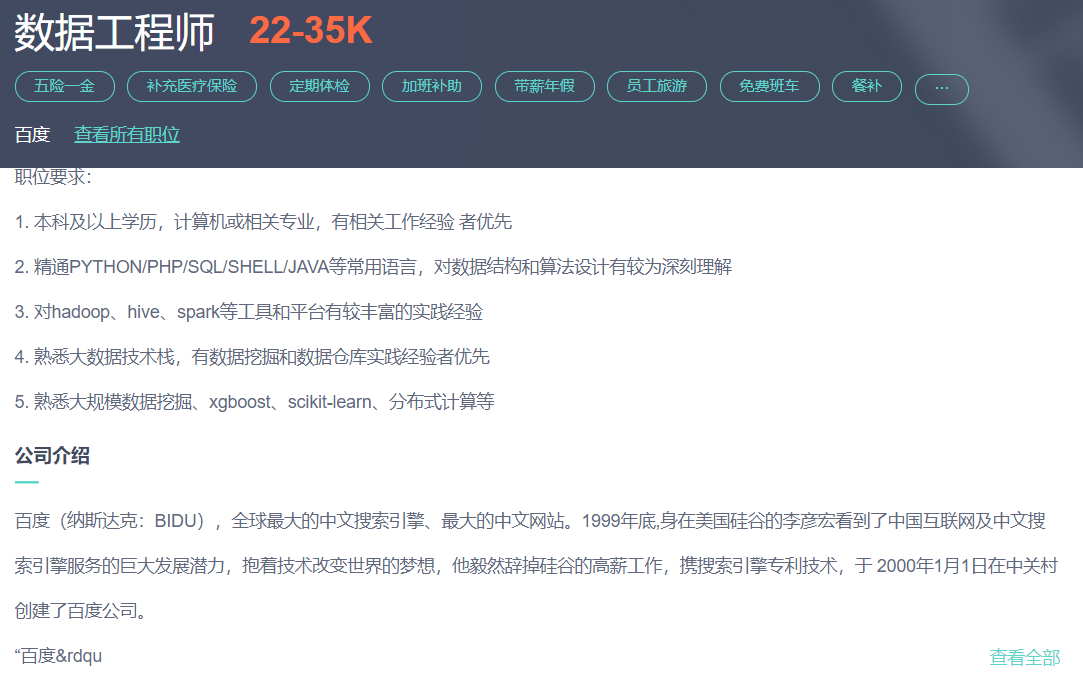 数据工程师 22-35K
五险一金 补充医疗保险 定期体检 加班补助 带薪年假 员工旅游 免费班车 餐补 ...
百度 查看所有职位
职位要求：
1. 本科及以上学历，计算机或相关专业，有相关工作经验 者优先
2. 精通PYTHON/PHP/SQL/SHELL/JAVA等常用语言，对数据结构和算法设计有较为深刻理解
3. 对hadoop、hive、spark等工具和平台有较丰富的实践经验
4. 熟悉大数据技术栈，有数据挖掘和数据仓库实践经验者优先
5. 熟悉大规模数据挖掘、xgboost、scikit-learn、分布式计算等
公司介绍
百度（纳斯达克：BIDU），全球最大的中文搜索引擎、最大的中文网站。1999年底,身在美国硅谷的李彦宏看到了中国互联网及中文搜
索引擎服务的巨大发展潜力，抱着技术改变世界的梦想，他毅然辞掉硅谷的高薪工作，携搜索引擎专利技术，于 2000年1月1日在中关村
创建了百度公司。
“百度&rdqu 查看全部